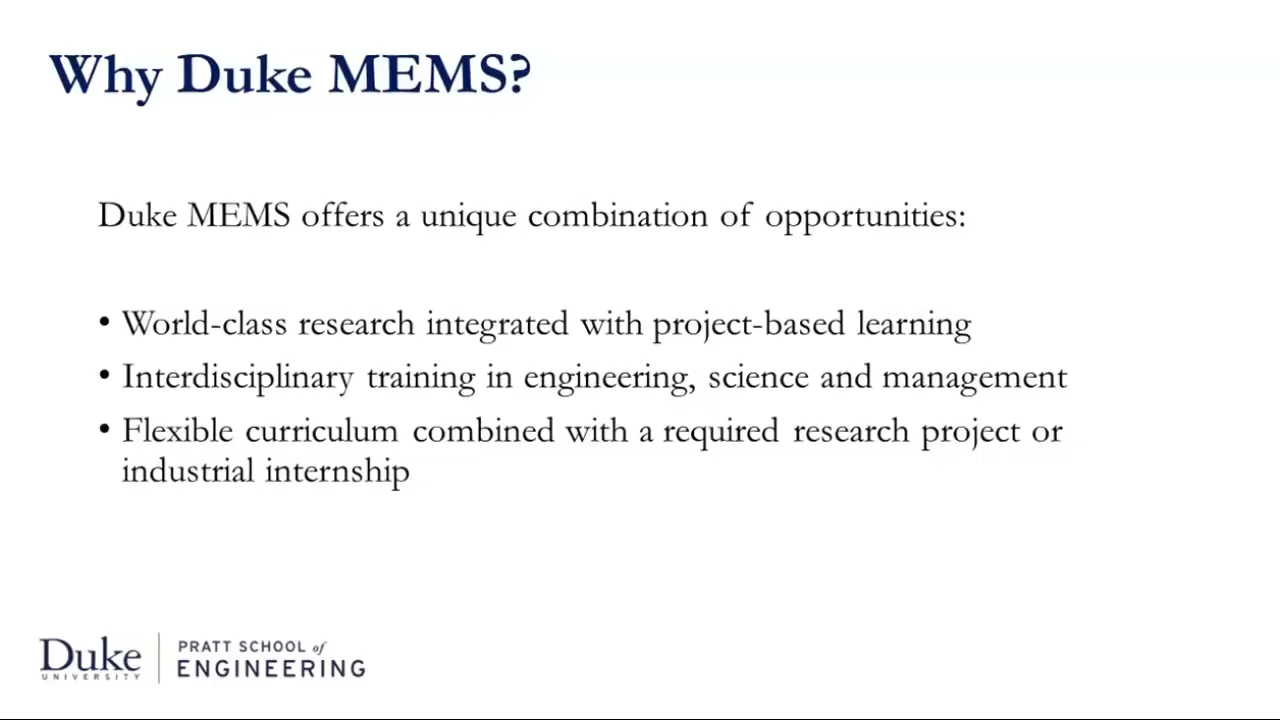 Why Duke MEMS?
Duke MEMS offers a unique combination of opportunities:
• World-class research integrated with project-based learning
• Interdisciplinary training in engineering, science and management
• Flexible curriculum combined with a required research project or
industrial internship
Duke
UNIVERSITY
PRATT SCHOOL of
ENGINEERING